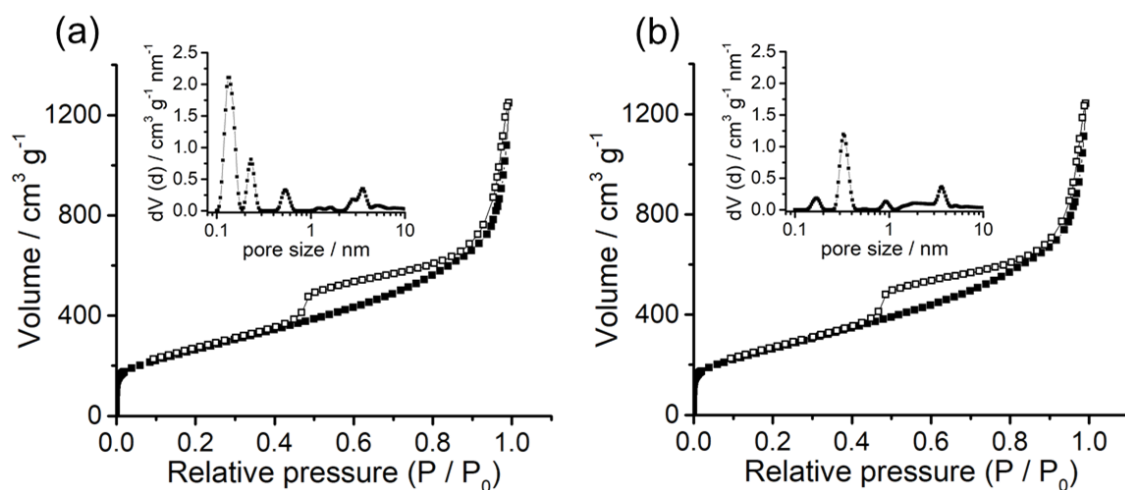 (a)
2.5
2.0
1.5
1.0
0.5
0.0
dV (d) / cm³ g⁻¹ nm⁻¹
0.1 1 10
pore size / nm
1200
800
400
0
Volume / cm³ g⁻¹
0.0 0.2 0.4 0.6 0.8 1.0
Relative pressure (P / P₀)
(b)
2.5
2.0
1.5
1.0
0.5
0.0
dV (d) / cm³ g⁻¹ nm⁻¹
0.1 1 10
pore size / nm
1200
800
400
0
Volume / cm³ g⁻¹
0.0 0.2 0.4 0.6 0.8 1.0
Relative pressure (P / P₀)